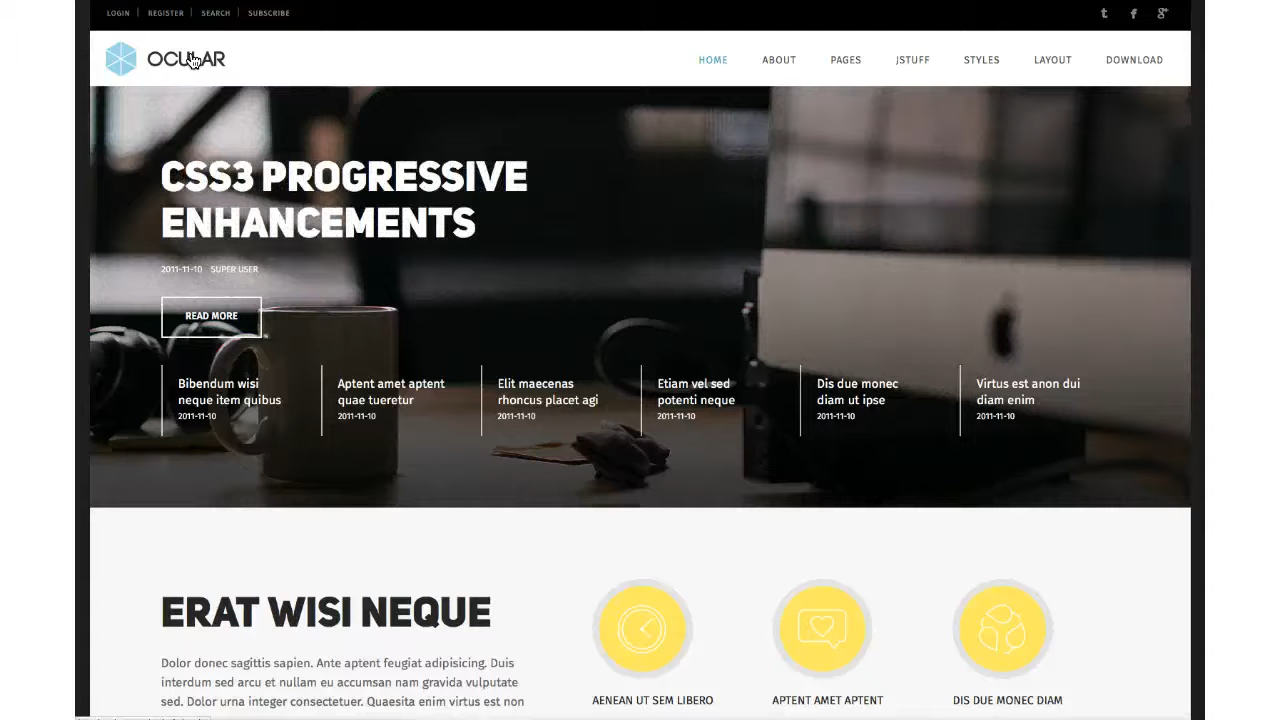 LOGIN REGISTER SEARCH SUBSCRIBE
OCULAR HOME ABOUT PAGES JSTUFF STYLES LAYOUT DOWNLOAD
CSS3 PROGRESSIVE
ENHANCEMENTS
2011-11-10 SUPER USER
READ MORE
Bibendum wisi
neque item quibus
2011-11-10
Aptent amet aptent
quae tueretur
2011-11-10
Elit maecenas
rhoncus placet agi
2011-11-10
Etiam vel sed
potenti neque
2011-11-10
Dis due monec
diam ut ipse
2011-11-10
Virtus est anon dui
diam enim
2011-11-10
ERAT WISI NEQUE
Dolor donec sagittis sapien. Ante aptent feugiat adipisicing. Duis
interdum sed arcu et nullam eu accumsan nam gravida vulputate
sed. Dolor urna integer consectetuer. Quaesita enim virtus est non
AENEAN UT SEM LIBERO
APTENT AMET APTENT
DIS DUE MONEC DIAM